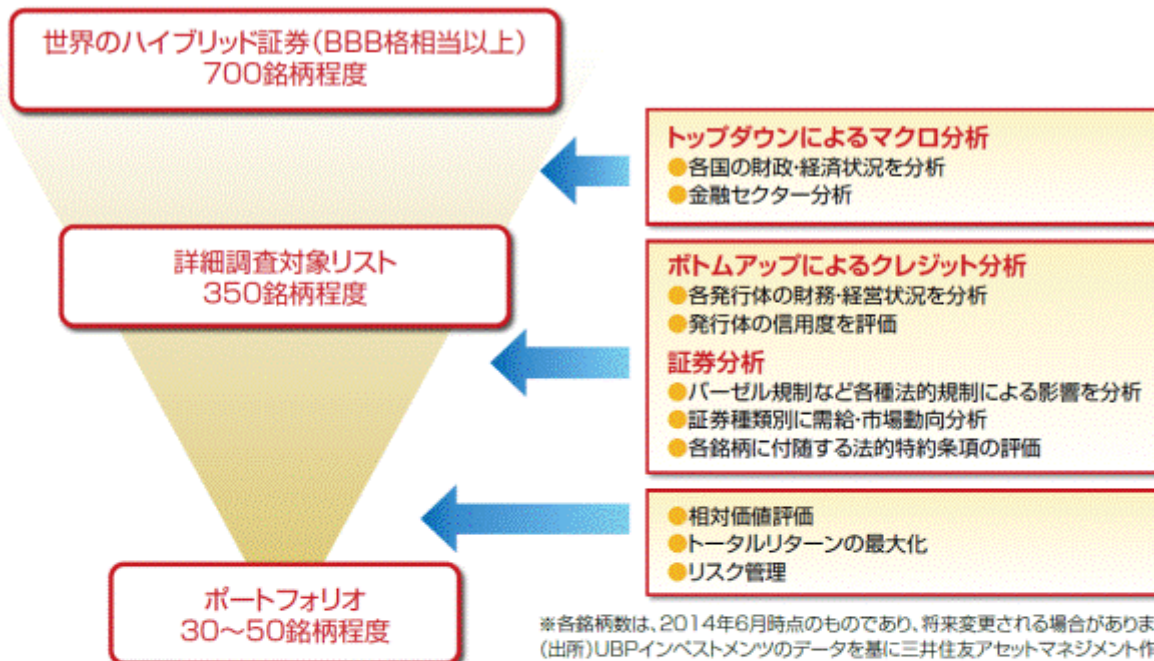 世界のハイブリッド証券(BBB格相当以上)
700銘柄程度
トップダウンによるマクロ分析
●各国の財政・経済状況を分析
●金融セクター分析
詳細調査対象リスト
350銘柄程度
ボトムアップによるクレジット分析
●各発行体の財務・経営状況を分析
●発行体の信用度を評価
証券分析
●バーゼル規制など各種法的規制による影響を分析
●証券種類別に需給・市場動向分析
●各銘柄に付随する法的特約条項の評価
●相対価値評価
●トータルリターンの最大化
●リスク管理
ポートフォリオ
30〜50銘柄程度
※各銘柄数は、2014年6月時点のものであり、将来変更される場合がありま
(出所)UBPインベストメンツのデータを基に三井住友アセットマネジメント作